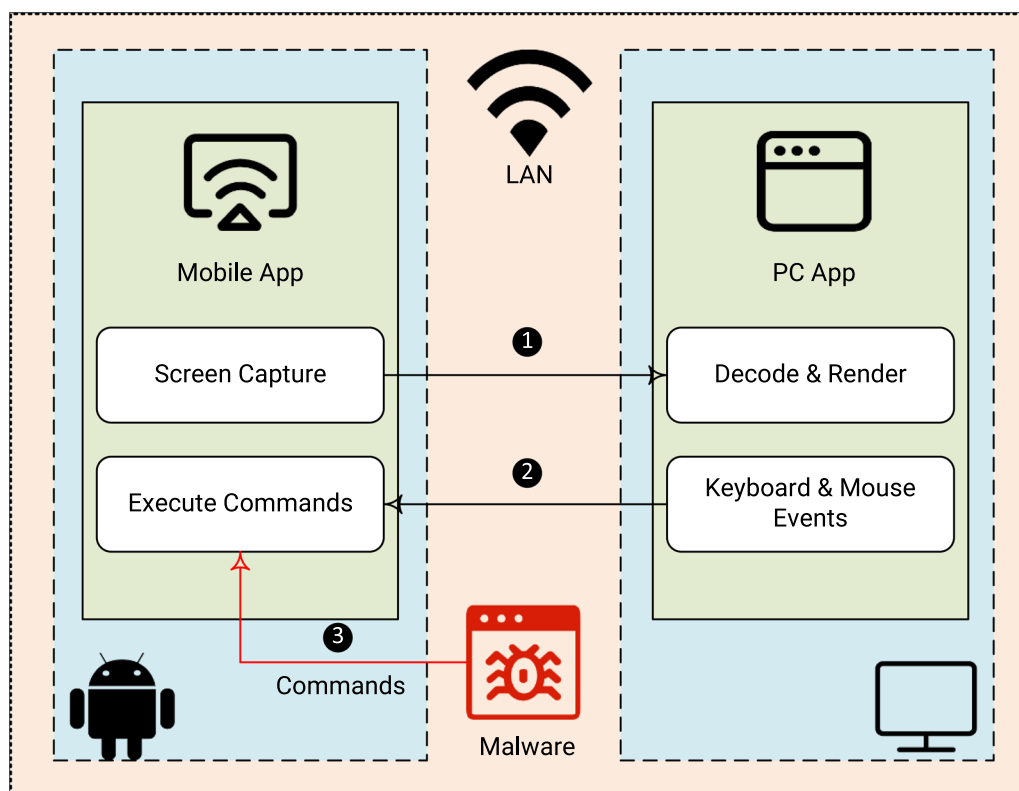 LAN
Mobile App
PC App
1
Screen Capture
Decode & Render
2
Execute Commands
Keyboard & Mouse
Events
3
Commands
Malware